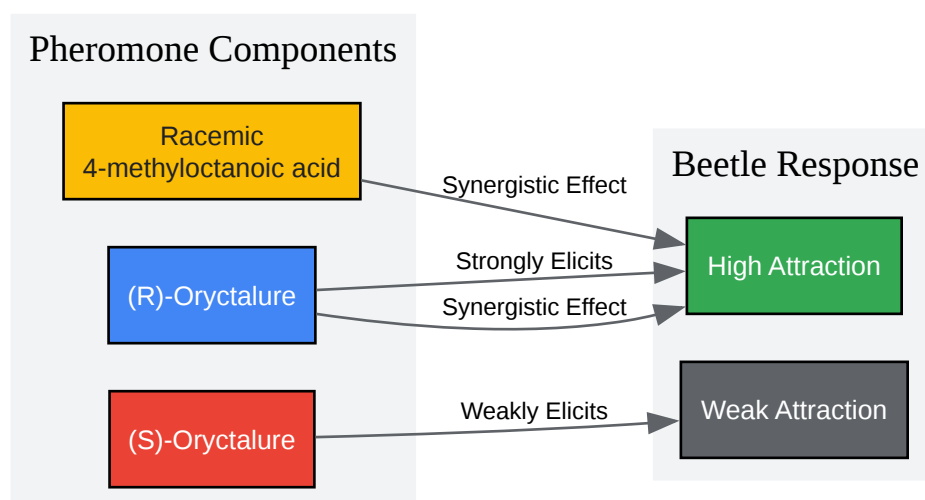 Pheromone Components
Racemic
4-methyloctanoic acid
(R)-Oryctalure
(S)-Oryctalure
Synergistic Effect
Strongly Elicits
Synergistic Effect
Weakly Elicits
Beetle Response
High Attraction
Weak Attraction